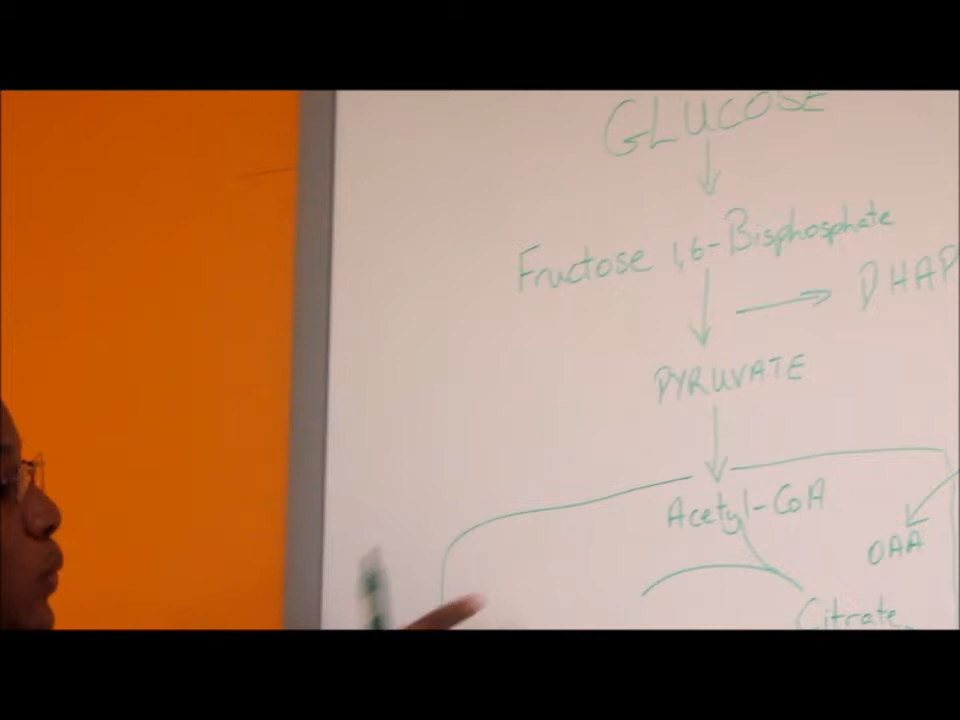 GLUCOSE
Fructose 1,6-Bisphosphate
DHAP
PYRUVATE
Acetyl-CoA
OAA
Citrate